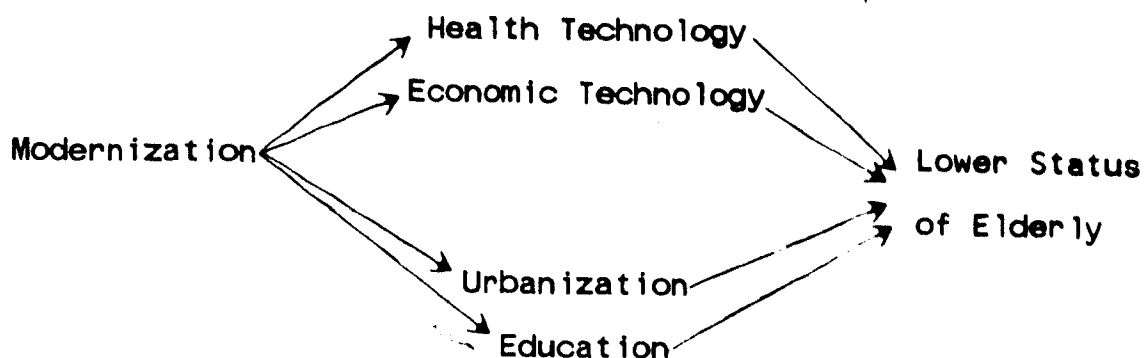 Health Technology
Economic Technology
Modernization
Lower Status
of Elderly
Urbanization
Education